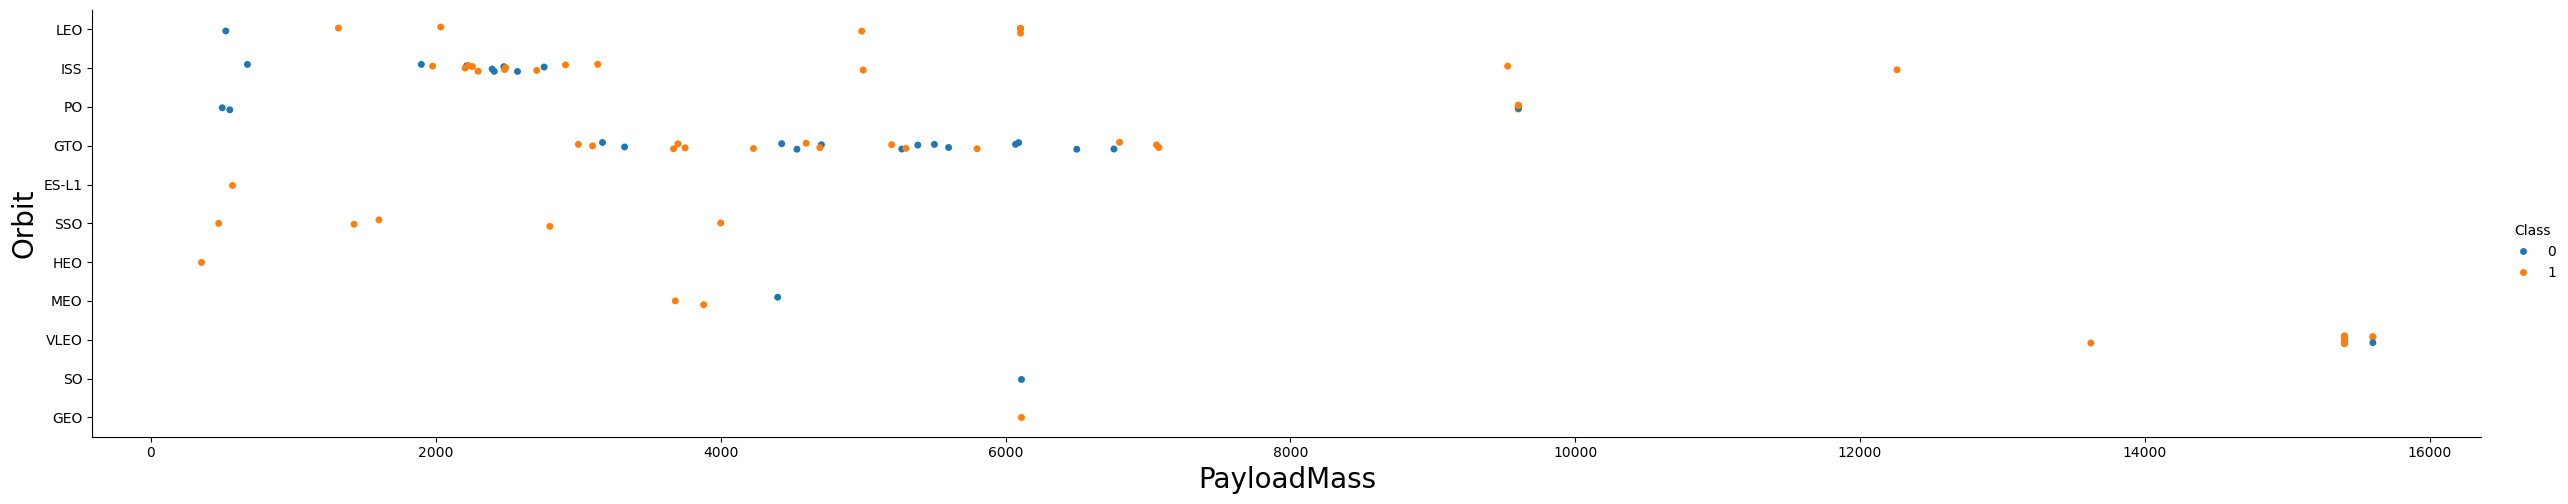 LEO
ISS
PO
GTO
ES-L1
SSO
HEO
MEO
VLEO
SO
GEO
Orbit
0 2000 4000 6000 8000 10000 12000 14000 16000
PayloadMass
Class
0
1